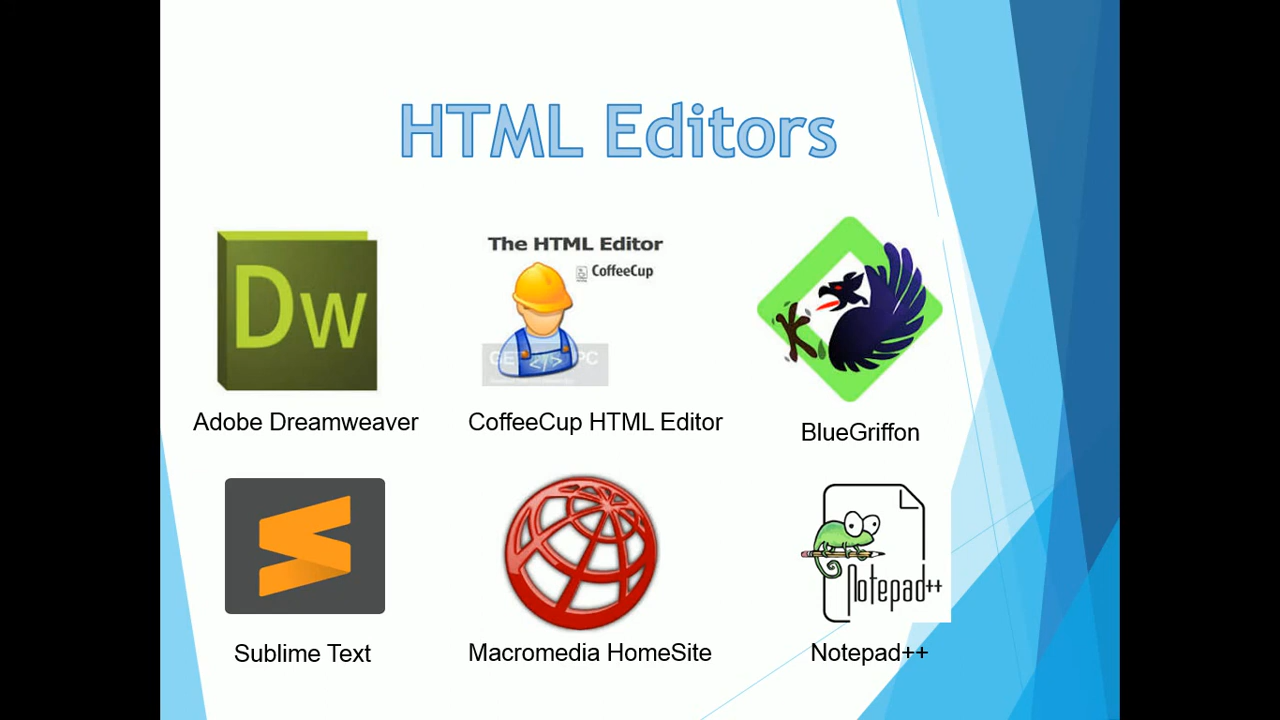 HTML Editors
Dw
The HTML Editor
CoffeeCup
Adobe Dreamweaver
CoffeeCup HTML Editor
BlueGriffon
Notepad++
Sublime Text
Macromedia HomeSite
Notepad++